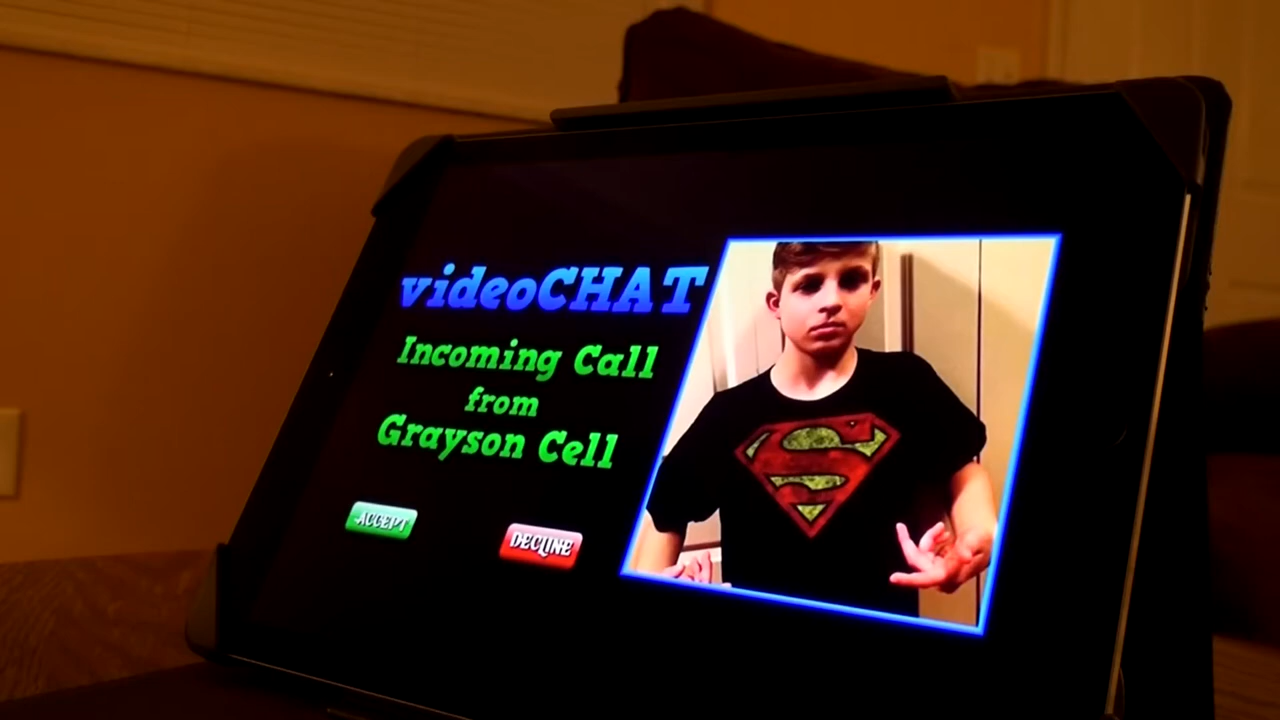 videoCHAT
Incoming Call
from
Grayson Cell
ACCEPT
DECLINE
S